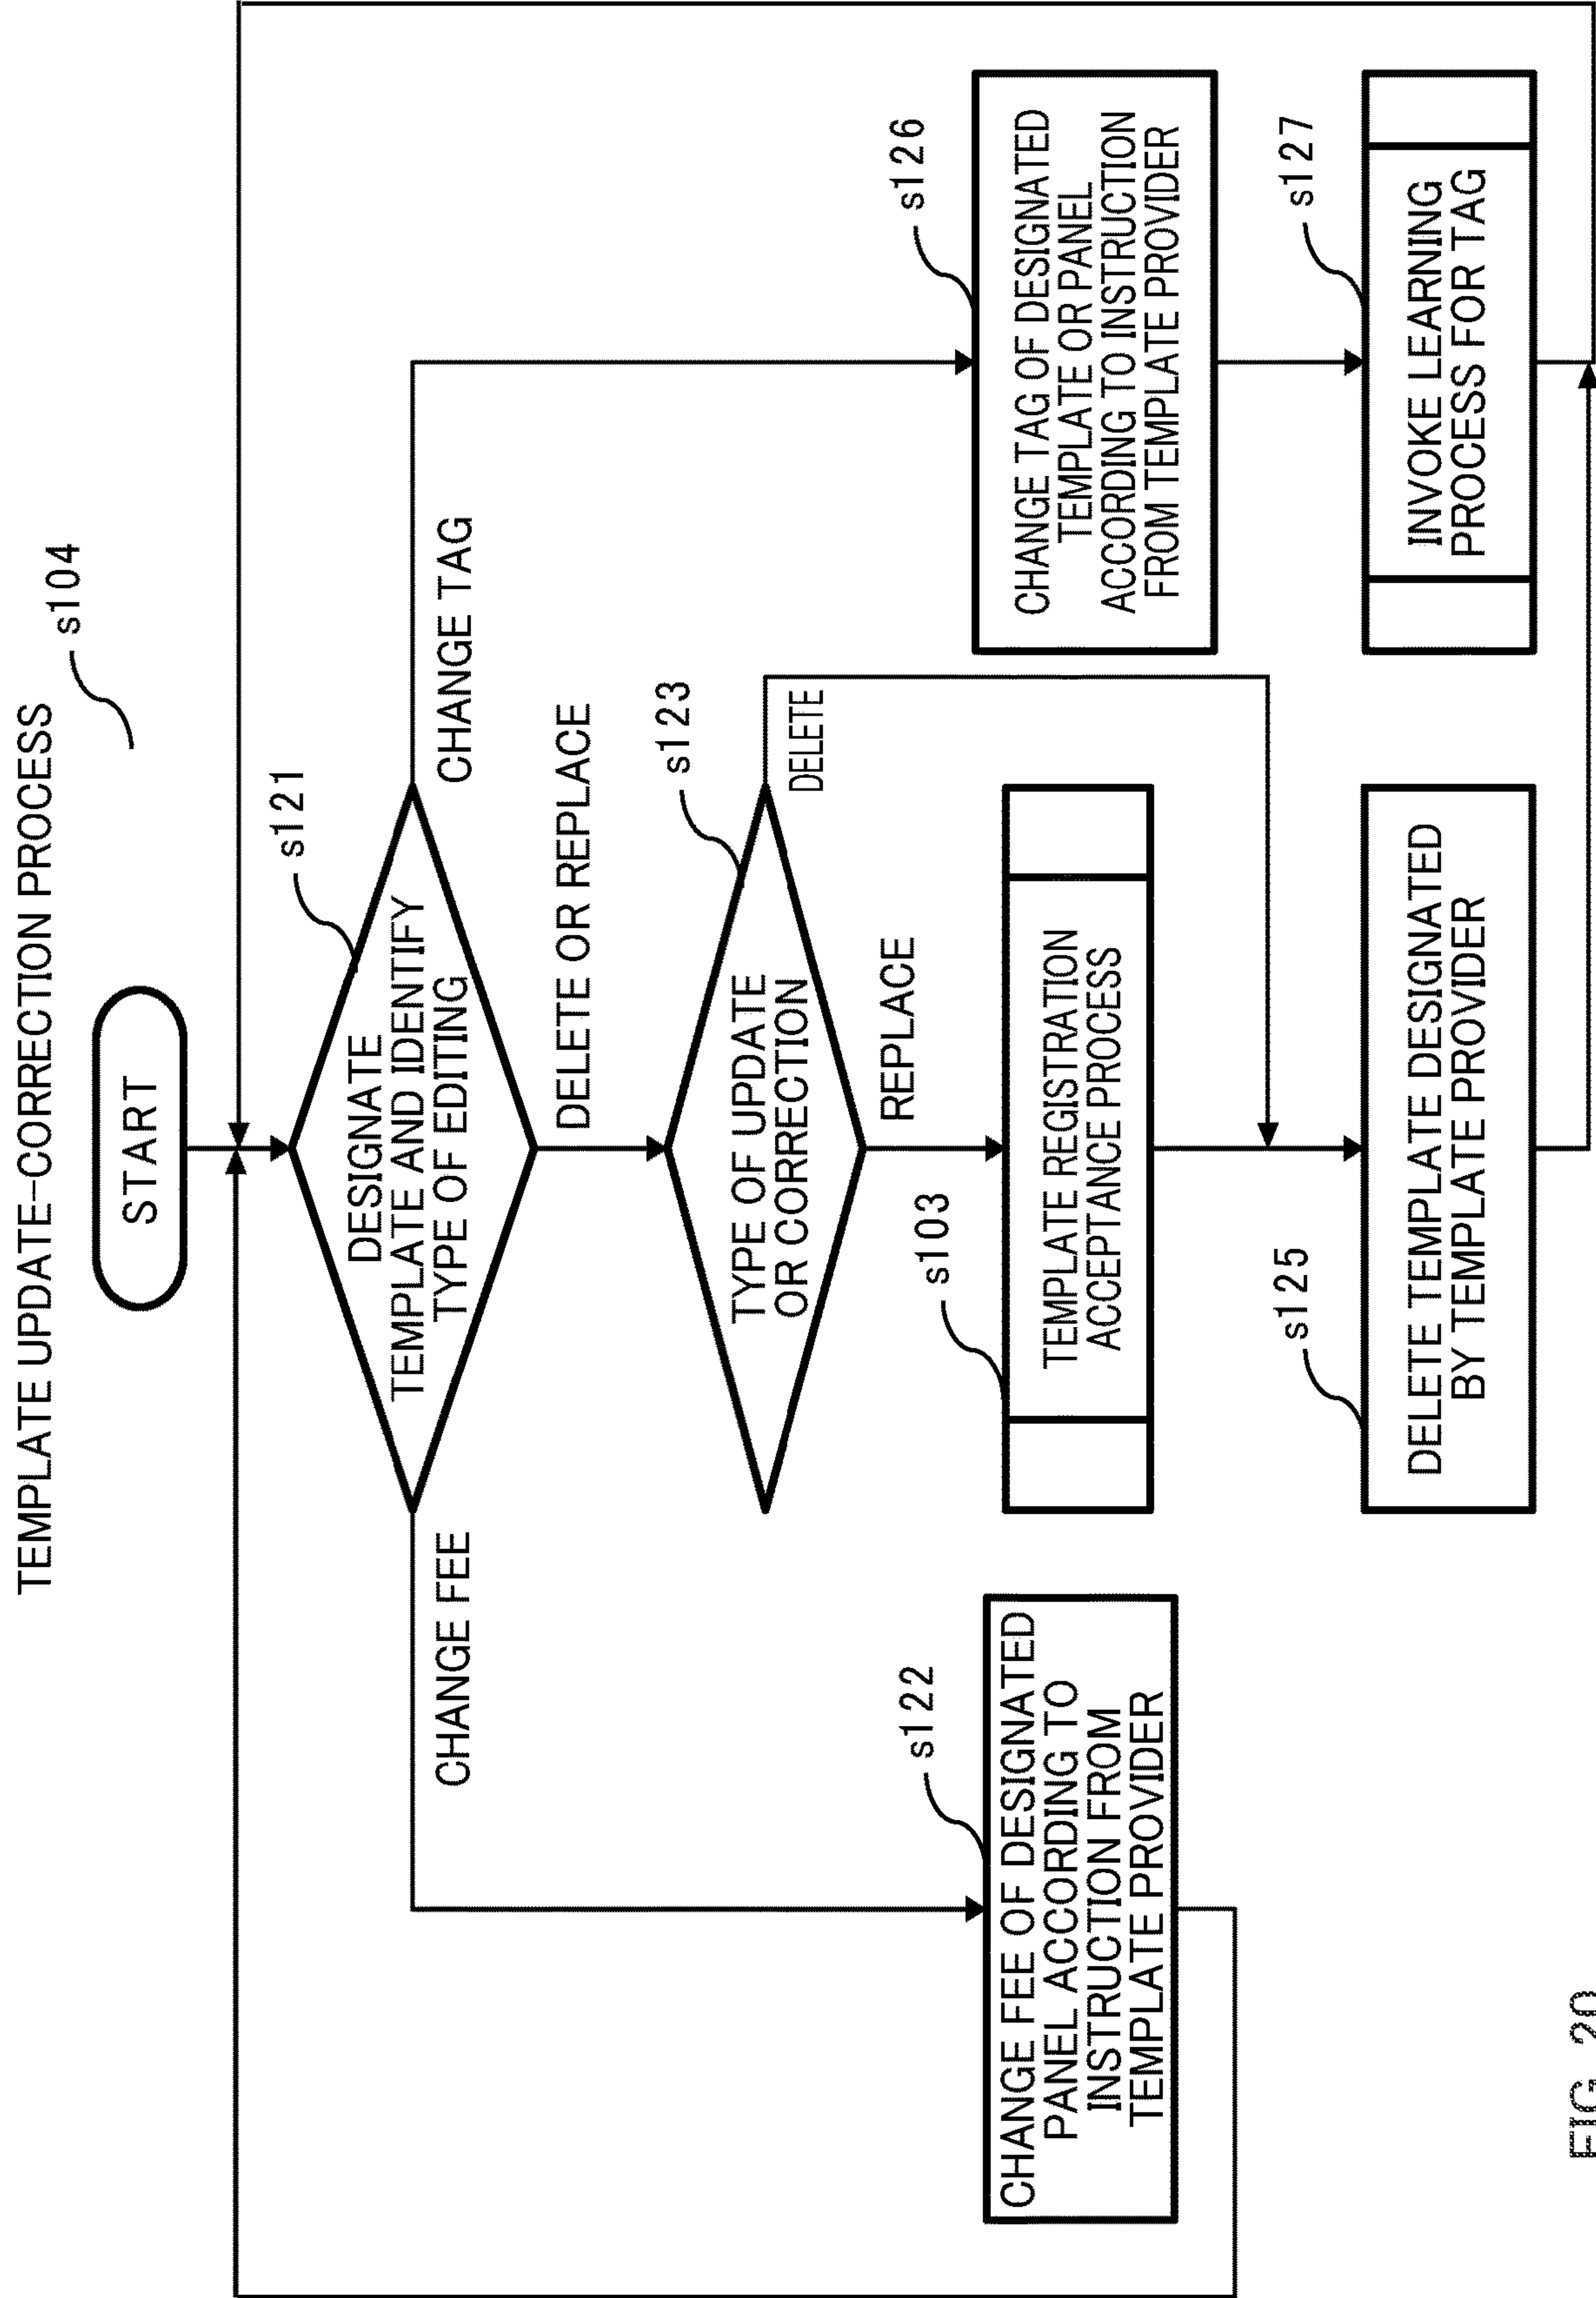 TEMPLATE UPDATE-CORRECTION PROCESS
s104
START
s121
DESIGNATE
TEMPLATE AND IDENTIFY
TYPE OF EDITING
CHANGE FEE
CHANGE TAG
DELETE OR REPLACE
s123
TYPE OF UPDATE
OR CORRECTION
DELETE
REPLACE
s122
CHANGE FEE OF DESIGNATED
PANEL ACCORDING TO
INSTRUCTION FROM
TEMPLATE PROVIDER
s103
TEMPLATE REGISTRATION
ACCEPTANCE PROCESS
s126
CHANGE TAG OF DESIGNATED
TEMPLATE OR PANEL
ACCORDING TO INSTRUCTION
FROM TEMPLATE PROVIDER
s125
DELETE TEMPLATE DESIGNATED
BY TEMPLATE PROVIDER
s127
INVOKE LEARNING
PROCESS FOR TAG
FIG. 20